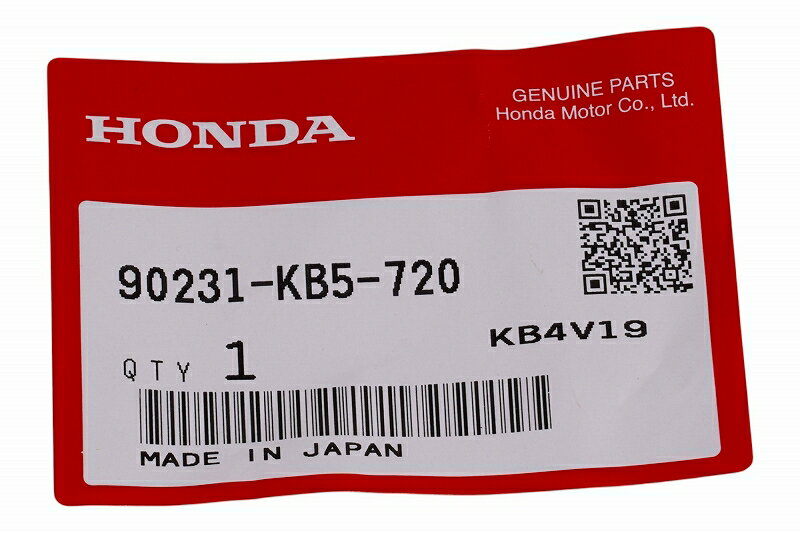 HONDA
GENUINE PARTS
Honda Motor Co., Ltd.
90231-KB5-720
KB4V19
QTY 1
MADE IN JAPAN